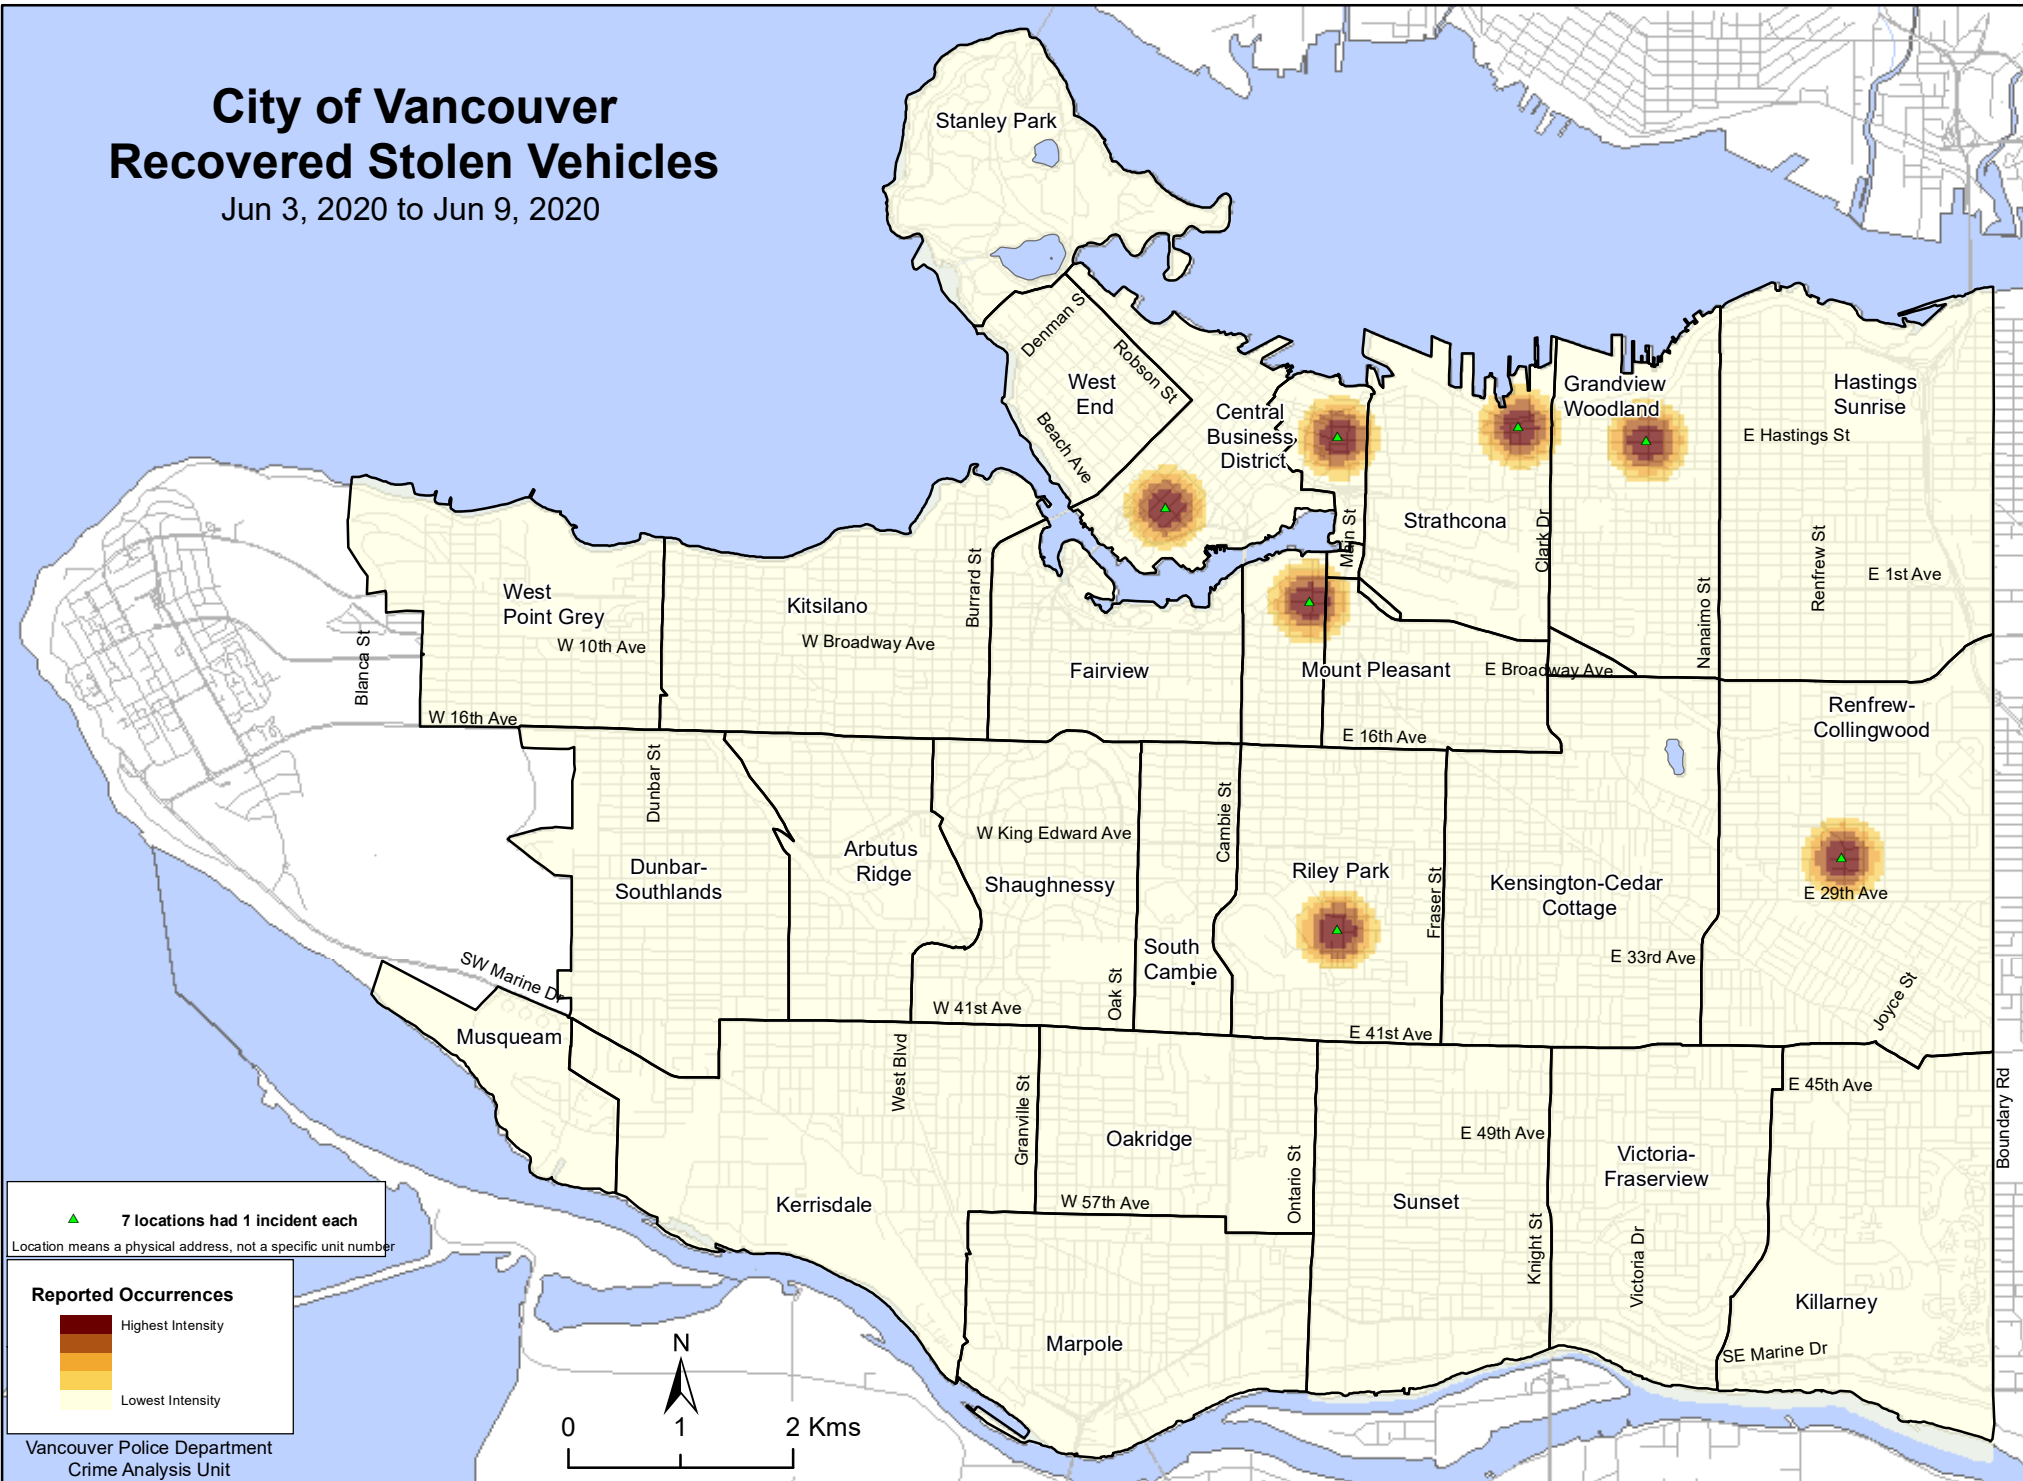 City of Vancouver
Recovered Stolen Vehicles
Jun 3, 2020 to Jun 9, 2020
Stanley Park
Denman S
Robson St
West
End
Beach Ave
Central
Business
District
Grandview
Woodland
Hastings
Sunrise
E Hastings St
Strathcona
Main St
Clark Dr
Nanaimo St
Renfrew St
E 1st Ave
West
Point Grey
W 10th Ave
Blanca St
W 16th Ave
Kitsilano
W Broadway Ave
Burrard St
Fairview
Mount Pleasant
E Broadway Ave
E 16th Ave
Renfrew-
Collingwood
Dunbar St
Dunbar-
Southlands
Arbutus
Ridge
W King Edward Ave
Shaughnessy
Cambie St
South
Cambie
Oak St
W 41st Ave
Riley Park
Fraser St
Kensington-Cedar
Cottage
E 33rd Ave
E 29th Ave
Joyce St
E 41st Ave
SW Marine Dr
Musqueam
West Blvd
Granville St
Oakridge
W 57th Ave
Ontario St
Kerrisdale
Sunset
E 49th Ave
Knight St
Victoria-
Fraserview
Victoria Dr
E 45th Ave
Boundary Rd
Killarney
SE Marine Dr
Marpole
7 locations had 1 incident each
Location means a physical address, not a specific unit number
Reported Occurrences
Highest Intensity
Lowest Intensity
Vancouver Police Department
Crime Analysis Unit
N
0 1 2 Kms